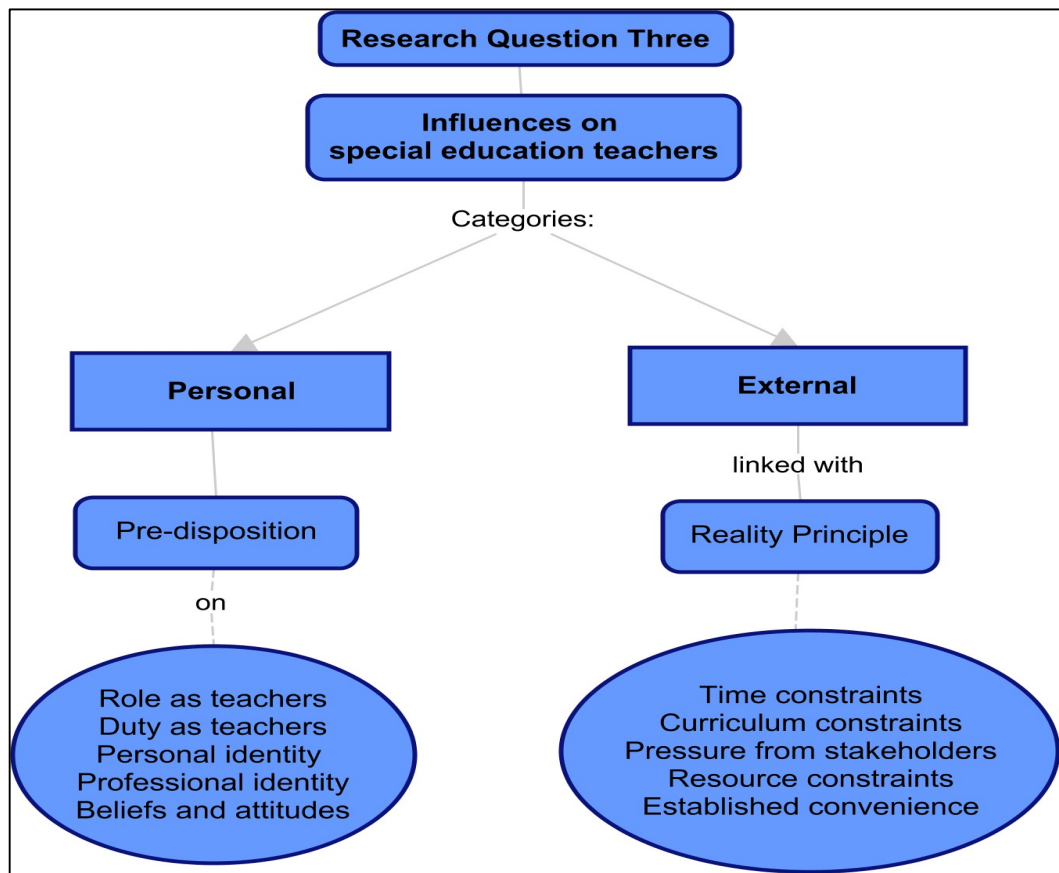 Research Question Three
Influences on
special education teachers
Categories:
Personal
Pre-disposition
on
Role as teachers
Duty as teachers
Personal identity
Professional identity
Beliefs and attitudes
External
linked with
Reality Principle
Time constraints
Curriculum constraints
Pressure from stakeholders
Resource constraints
Established convenience